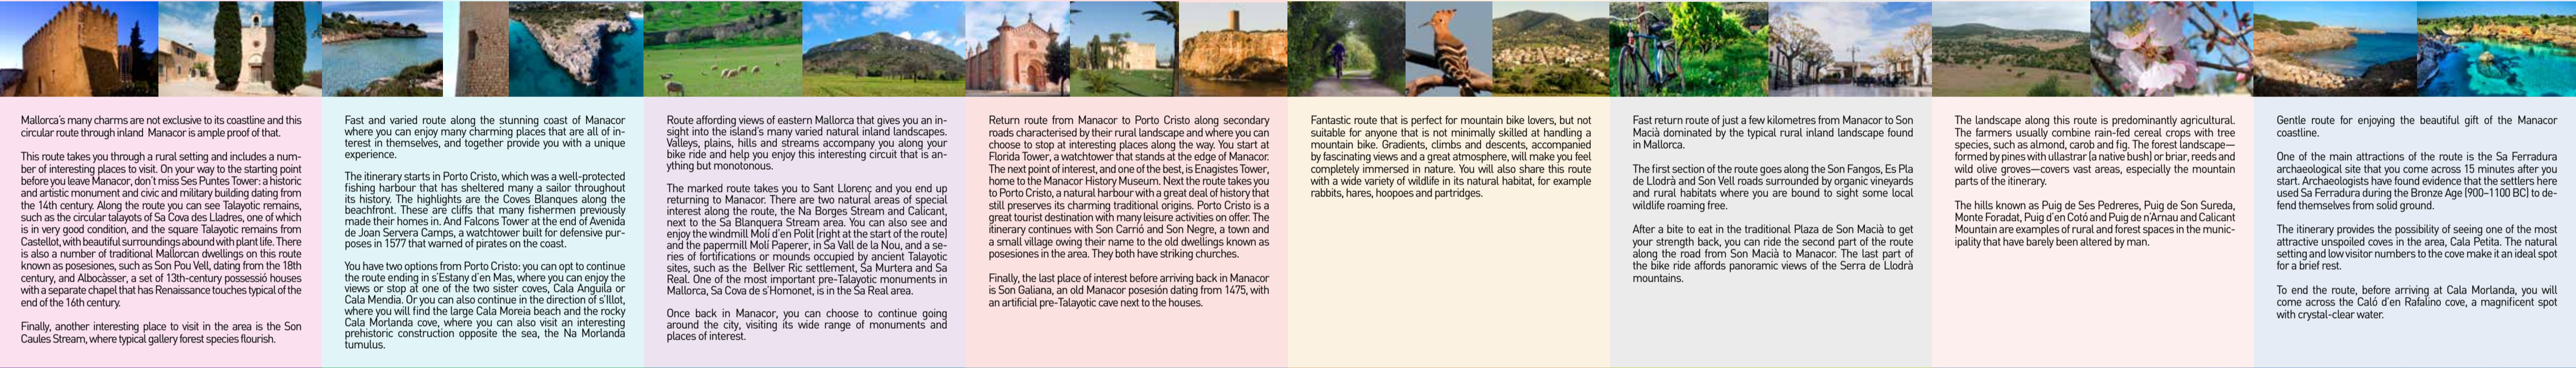 Mallorca's many charms are not exclusive to its coastline and this
circular route through inland Manacor is ample proof of that.
This route takes you through a rural setting and includes a num-
ber of interesting places to visit. On your way to the starting point
before you leave Manacor, don't miss Ses Puntes Tower: a historic
and artistic monument and civic and military building dating from
the 14th century. Along the route you can see Talayotic remains,
such as the circular talayots of Sa Cova des Lladres, one of which
is in very good condition, and the square Talayotic remains from
Castellot, with beautiful surroundings abound with plant life. There
is also a number of traditional Mallorcan dwellings on this route
known as posesiones, such as Son Pou Vell, dating from the 18th
century, and Albocàsser, a set of 13th-century possessió houses
with a separate chapel that has Renaissance touches typical of the
end of the 16th century.
Finally, another interesting place to visit in the area is the Son
Caules Stream, where typical gallery forest species flourish.
Fast and varied route along the stunning coast of Manacor
where you can enjoy many charming places that are all of in-
terest in themselves, and together provide you with a unique
experience.
The itinerary starts in Porto Cristo, which was a well-protected
fishing harbour that has sheltered many a sailor throughout
its history. The highlights are the Coves Blanques along the
beachfront. These are cliffs that many fishermen previously
made their homes in. And Falcons Tower at the end of Avenida
de Joan Servera Camps, a watchtower built for defensive pur-
poses in 1577 that warned of pirates on the coast.
You have two options from Porto Cristo: you can opt to continue
the route ending in s'Estany d'en Mas, where you can enjoy the
views or stop at one of the two sister coves, Cala Anguila or
Cala Mendia. Or you can also continue in the direction of s'Illot,
where you will find the large Cala Moreia beach and the rocky
Cala Morlanda cove, where you can also visit an interesting
prehistoric construction opposite the sea, the Na Morlanda
tumulus.
Route affording views of eastern Mallorca that gives you an in-
sight into the island's many varied natural inland landscapes.
Valleys, plains, hills and streams accompany you along your
bike ride and help you enjoy this interesting circuit that is an-
ything but monotonous.
The marked route takes you to Sant Llorenç and you end up
returning to Manacor. There are two natural areas of special
interest along the route, the Na Borges Stream and Calicant,
next to the Sa Blanquera Stream area. You can also see and
enjoy the windmill Molí d'en Polit (right at the start of the route)
and the papermill Molí Paperer, in Sa Vall de la Nou, and a se-
ries of fortifications or mounds occupied by ancient Talayotic
sites, such as the Bellver Ric settlement, Sa Murtera and Sa
Real. One of the most important pre-Talayotic monuments in
Mallorca, Sa Cova de s'Homonet, is in the Sa Real area.
Once back in Manacor, you can choose to continue going
around the city, visiting its wide range of monuments and
places of interest.
Return route from Manacor to Porto Cristo along secondary
roads characterised by their rural landscape and where you can
choose to stop at interesting places along the way. You start at
Florida Tower, a watchtower that stands at the edge of Manacor.
The next point of interest, and one of the best, is Enagistes Tower,
home to the Manacor History Museum. Next the route takes you
to Porto Cristo, a natural harbour with a great deal of history that
still preserves its charming traditional origins. Porto Cristo is a
great tourist destination with many leisure activities on offer. The
itinerary continues with Son Carrió and Son Negre, a town and
a small village owing their name to the old dwellings known as
posesiones in the area. They both have striking churches.
Finally, the last place of interest before arriving back in Manacor
is Son Galiana, an old Manacor posesión dating from 1475, with
an artificial pre-Talayotic cave next to the houses.
Fantastic route that is perfect for mountain bike lovers, but not
suitable for anyone that is not minimally skilled at handling a
mountain bike. Gradients, climbs and descents, accompanied
by fascinating views and a great atmosphere, will make you feel
completely immersed in nature. You will also share this route
with a wide variety of wildlife in its natural habitat, for example
rabbits, hares, hoopoes and partridges.
Fast return route of just a few kilometres from Manacor to Son
Macià dominated by the typical rural inland landscape found
in Mallorca.
The first section of the route goes along the Son Fangos, Es Pla
de Llodrà and Son Vell roads surrounded by organic vineyards
and rural habitats where you are bound to sight some local
wildlife roaming free.
After a bite to eat in the traditional Plaza de Son Macià to get
your strength back, you can ride the second part of the route
along the road from Son Macià to Manacor. The last part of
the bike ride affords panoramic views of the Serra de Llodrà
mountains.
The landscape along this route is predominantly agricultural.
The farmers usually combine rain-fed cereal crops with tree
species, such as almond, carob and fig. The forest landscape—
formed by pines with ullastrar (a native bush) or briar, reeds and
wild olive groves—covers vast areas, especially the mountain
parts of the itinerary.
The hills known as Puig de Ses Pedreres, Puig de Son Sureda,
Monte Foradat, Puig d'en Cotó and Puig de n'Arnau and Calicant
Mountain are examples of rural and forest spaces in the munic-
ipality that have barely been altered by man.
Gentle route for enjoying the beautiful gift of the Manacor
coastline.
One of the main attractions of the route is the Sa Ferradura
archaeological site that you come across 15 minutes after you
start. Archaeologists have found evidence that the settlers here
used Sa Ferradura during the Bronze Age (900–1100 BC) to de-
fend themselves from solid ground.
The itinerary provides the possibility of seeing one of the most
attractive unspoiled coves in the area, Cala Petita. The natural
setting and low visitor numbers to the cove make it an ideal spot
for a brief rest.
To end the route, before arriving at Cala Morlanda, you will
come across the Caló d'en Rafalino cove, a magnificent spot
with crystal-clear water.